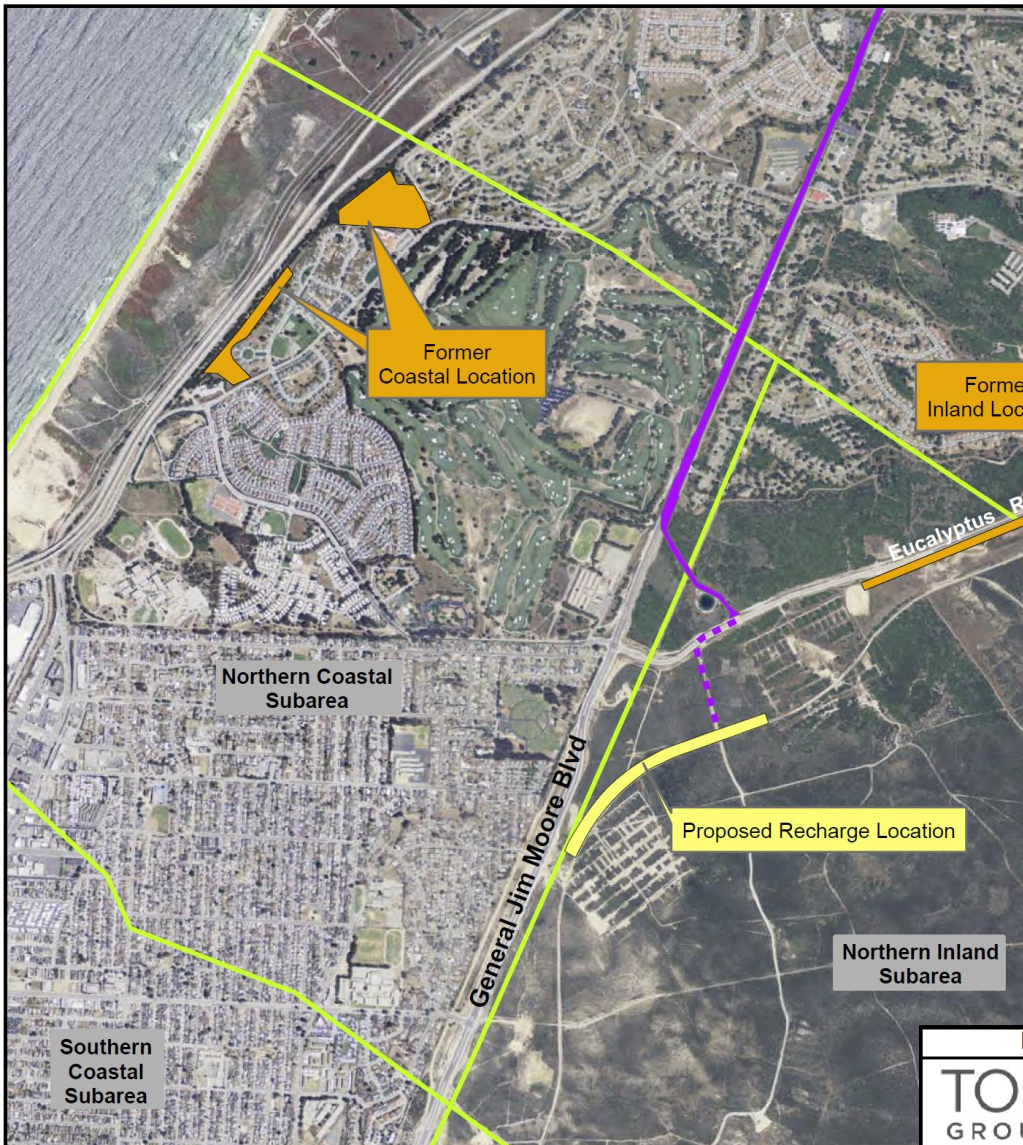 Former
Coastal Location
Forme
Inland Loc
Eucalyptus R
Northern Coastal
Subarea
General Jim Moore Blvd
Proposed Recharge Location
Northern Inland
Subarea
Southern
Coastal
Subarea
TO
GROU